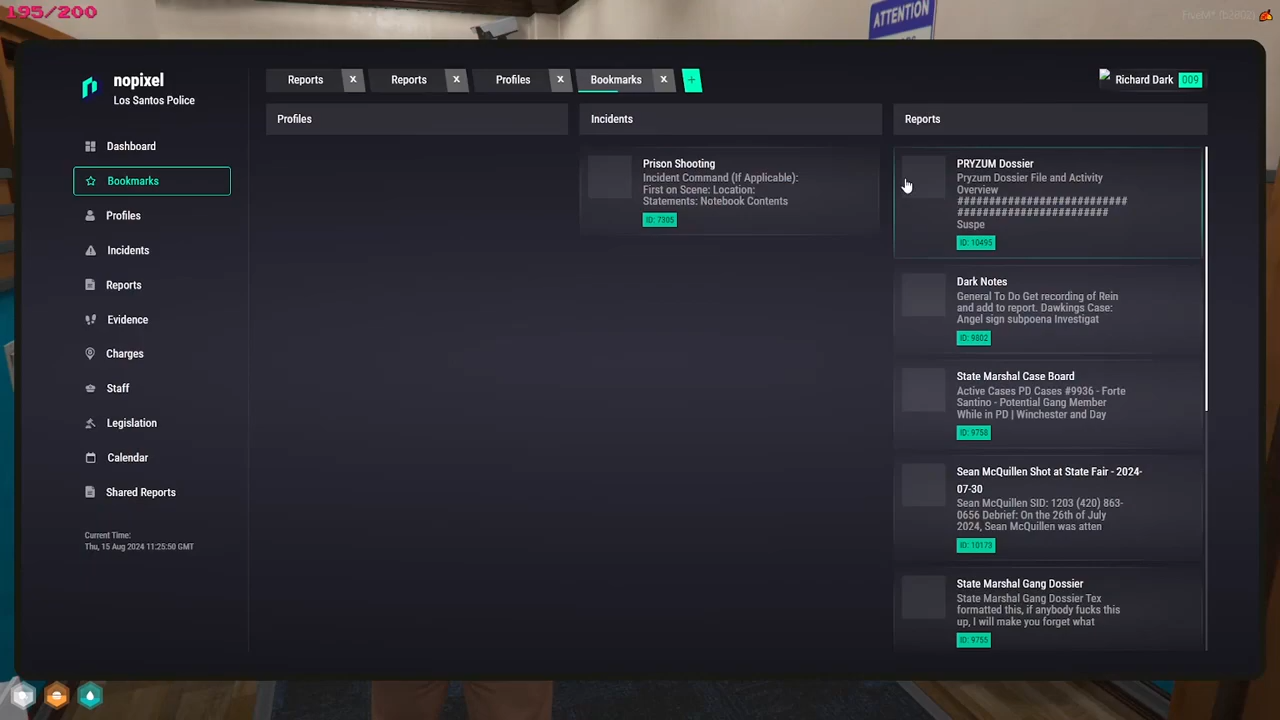 195/200
ATTENTION
FiveM® (b2802)
nopixel
Los Santos Police
Dashboard
Bookmarks
Profiles
Incidents
Reports
Evidence
Charges
Staff
Legislation
Calendar
Shared Reports
Current Time:
Thu, 15 Aug 2024 11:25:50 GMT
Reports x
Reports x
Profiles x
Bookmarks x
+
Richard Dark 009
Profiles
Incidents
Prison Shooting
Incident Command (If Applicable):
First on Scene: Location:
Statements: Notebook Contents
ID: 7305
Reports
PRYZUM Dossier
Pryzum Dossier File and Activity
Overview
###########################
########################
Suspe
ID: 10495
Dark Notes
General To Do Get recording of Rein
and add to report. Dawkings Case:
Angel sign subpoena Investigat
ID: 9802
State Marshal Case Board
Active Cases PD Cases #9936 - Forte
Santino - Potential Gang Member
While in PD | Winchester and Day
ID: 9758
Sean McQuillen Shot at State Fair - 2024-
07-30
Sean McQuillen SID: 1203 (420) 863-
0656 Debrief: On the 26th of July
2024, Sean McQuillen was atten
ID: 10173
State Marshal Gang Dossier
State Marshal Gang Dossier Tex
formatted this, if anybody fucks this
up, I will make you forget what
ID: 9755